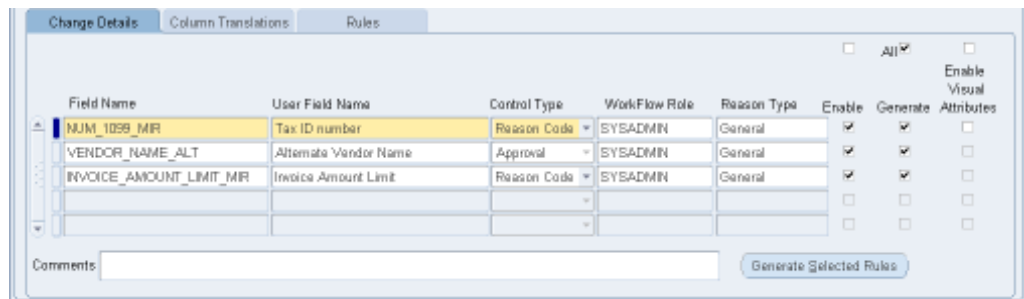 Change Details Column Translations Rules
All
Enable
Visual
Field Name User Field Name Control Type WorkFlow Role Reason Type Enable Generate Attributes
NUM_1099_MIR Tax ID number Reason Code SYSADMIN General
VENDOR_NAME_ALT Alternate Vendor Name Approval SYSADMIN General
INVOICE_AMOUNT_LIMIT_MIR Invoice Amount Limit Reason Code SYSADMIN General
Comments Generate Selected Rules